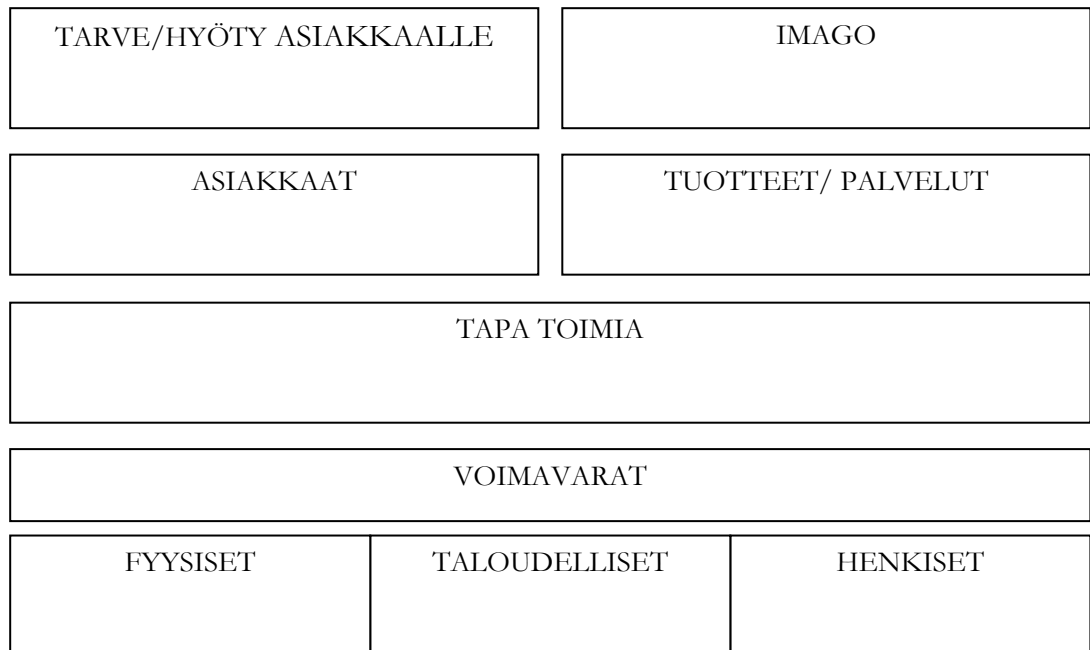 TARVE/HYÖTY ASIAKKAALLE
IMAGO
ASIAKKAAT
TUOTTEET/ PALVELUT
TAPA TOIMIA
VOIMAVARAT
FYYSISET
TALOUDELLISET
HENKISET